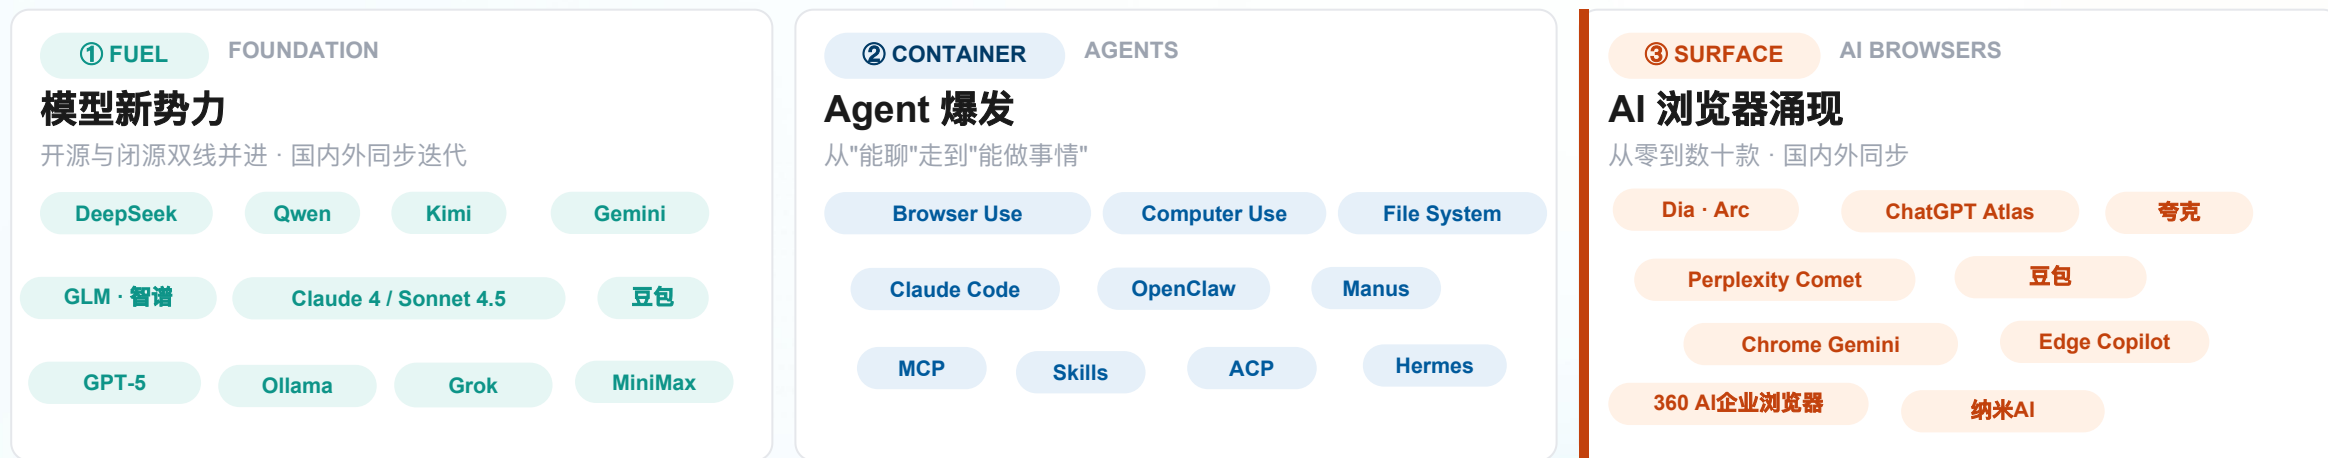 ① FUEL FOUNDATION
模型新势力
开源与闭源双线并进 · 国内外同步迭代
DeepSeek Qwen Kimi Gemini
GLM · 智谱 Claude 4 / Sonnet 4.5 豆包
GPT-5 Ollama Grok MiniMax
② CONTAINER AGENTS
Agent 爆发
从"能聊"走到"能做事情"
Browser Use Computer Use File System
Claude Code OpenClaw Manus
MCP Skills ACP Hermes
③ SURFACE AI BROWSERS
AI 浏览器涌现
从零到数十款 · 国内外同步
Dia · Arc ChatGPT Atlas 夸克
Perplexity Comet 豆包
Chrome Gemini Edge Copilot
360 AI企业浏览器 纳米AI